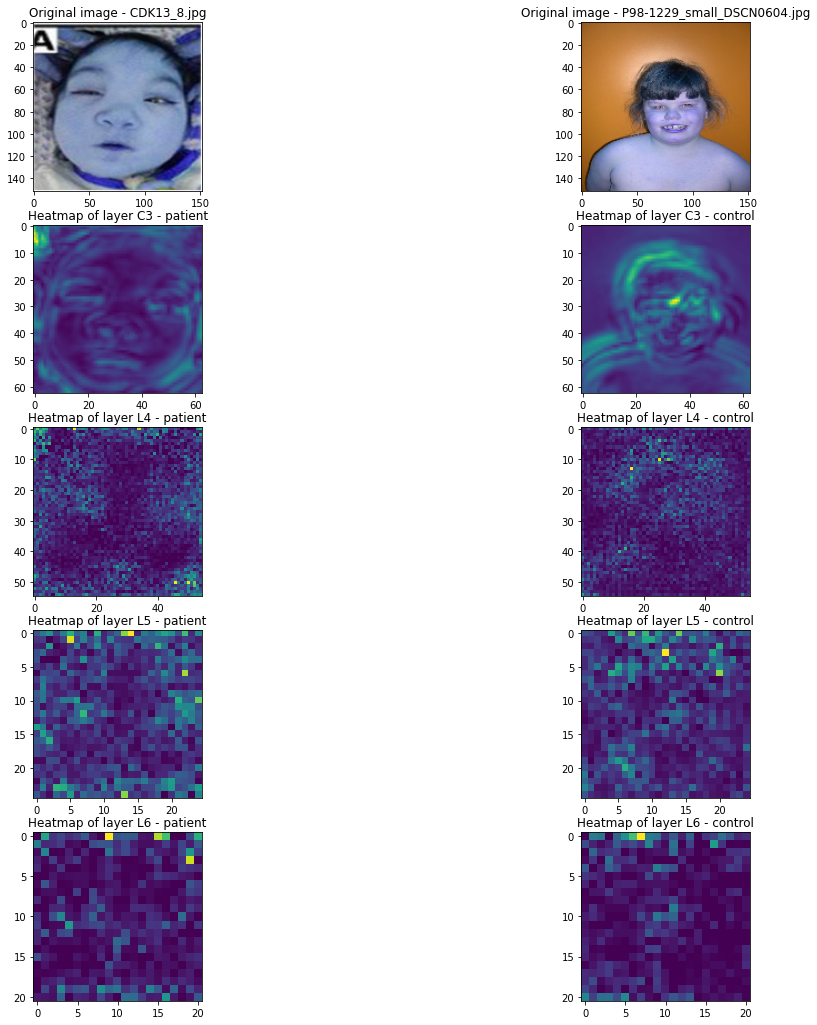 Original image - CDK13_8.jpg
Original image - P98-1229_small_DSCN0604.jpg
0
20
40
60
80
100
120
140
0 50 100 150
A
0
20
40
60
80
100
120
140
0 50 100 150
Heatmap of layer C3 - patient
Heatmap of layer C3 - control
0
10
20
30
40
50
60
0 20 40 60
0
10
20
30
40
50
60
0 20 40 60
Heatmap of layer L4 - patient
Heatmap of layer L4 - control
0
10
20
30
40
50
0 20 40
0
10
20
30
40
50
0 20 40
Heatmap of layer L5 - patient
Heatmap of layer L5 - control
0
5
10
15
20
0 5 10 15 20
0
5
10
15
20
0 5 10 15 20
Heatmap of layer L6 - patient
Heatmap of layer L6 - control
0
5
10
15
20
0 5 10 15 20
0
5
10
15
20
0 5 10 15 20